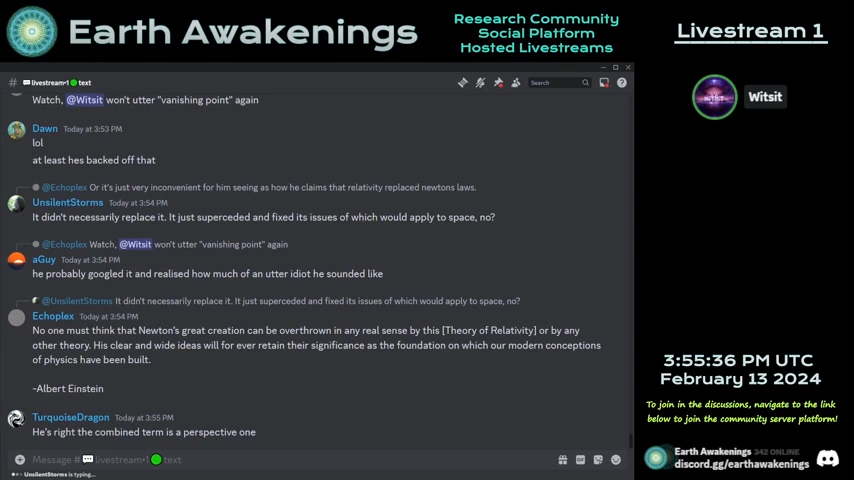 Earth Awakenings
Research Community
Social Platform
Hosted Livestreams
Livestream 1
# livestream•1 text
Search
Watch, @Witsit won't utter "vanishing point" again
Dawn Today at 3:53 PM
lol
at least hes backed off that
@Echoplex Or it's just very inconvenient for him seeing as how he claims that relativity replaced newtons laws.
UnsilentStorms Today at 3:54 PM
It didn't necessarily replace it. It just superceded and fixed its issues of which would apply to space, no?
@Echoplex Watch, @Witsit won't utter "vanishing point" again
aGuy Today at 3:54 PM
he probably googled it and realised how much of an utter idiot he sounded like
@UnsilentStorms It didn't necessarily replace it. It just superceded and fixed its issues of which would apply to space, no?
Echoplex Today at 3:54 PM
No one must think that Newton's great creation can be overthrown in any real sense by this [Theory of Relativity] or by any
other theory. His clear and wide ideas will for ever retain their significance as the foundation on which our modern conceptions
of physics have been built.
-Albert Einstein
TurquoiseDragon Today at 3:55 PM
He's right the combined term is a perspective one
Message # livestream•1 text
GIF
UnsilentStorms is typing...
WITSIT
Witsit
3:55:36 PM UTC
February 13 2024
To join in the discussions, navigate to the link
below to join the community server platform!
Earth Awakenings 342 ONLINE
discord.gg/earthawakenings